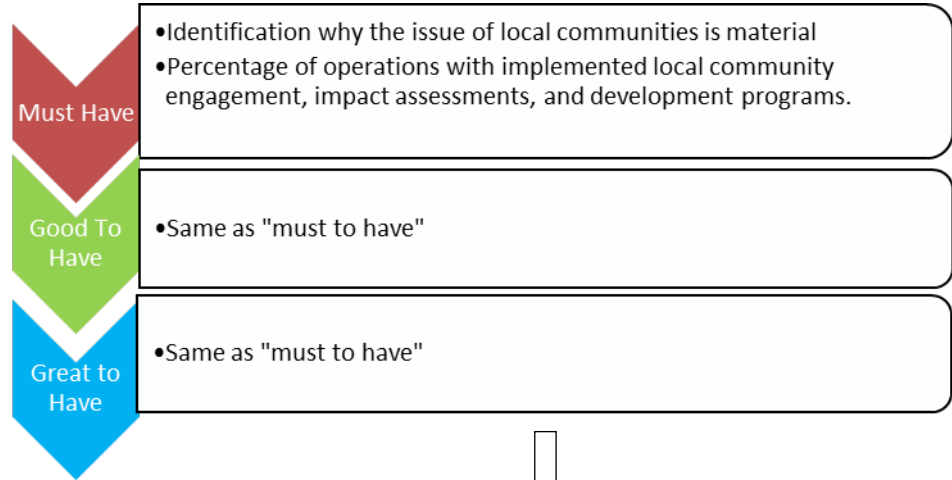 Must Have
•Identification why the issue of local communities is material
•Percentage of operations with implemented local community
engagement, impact assessments, and development programs.
Good To
Have
•Same as "must to have"
Great to
Have
•Same as "must to have"